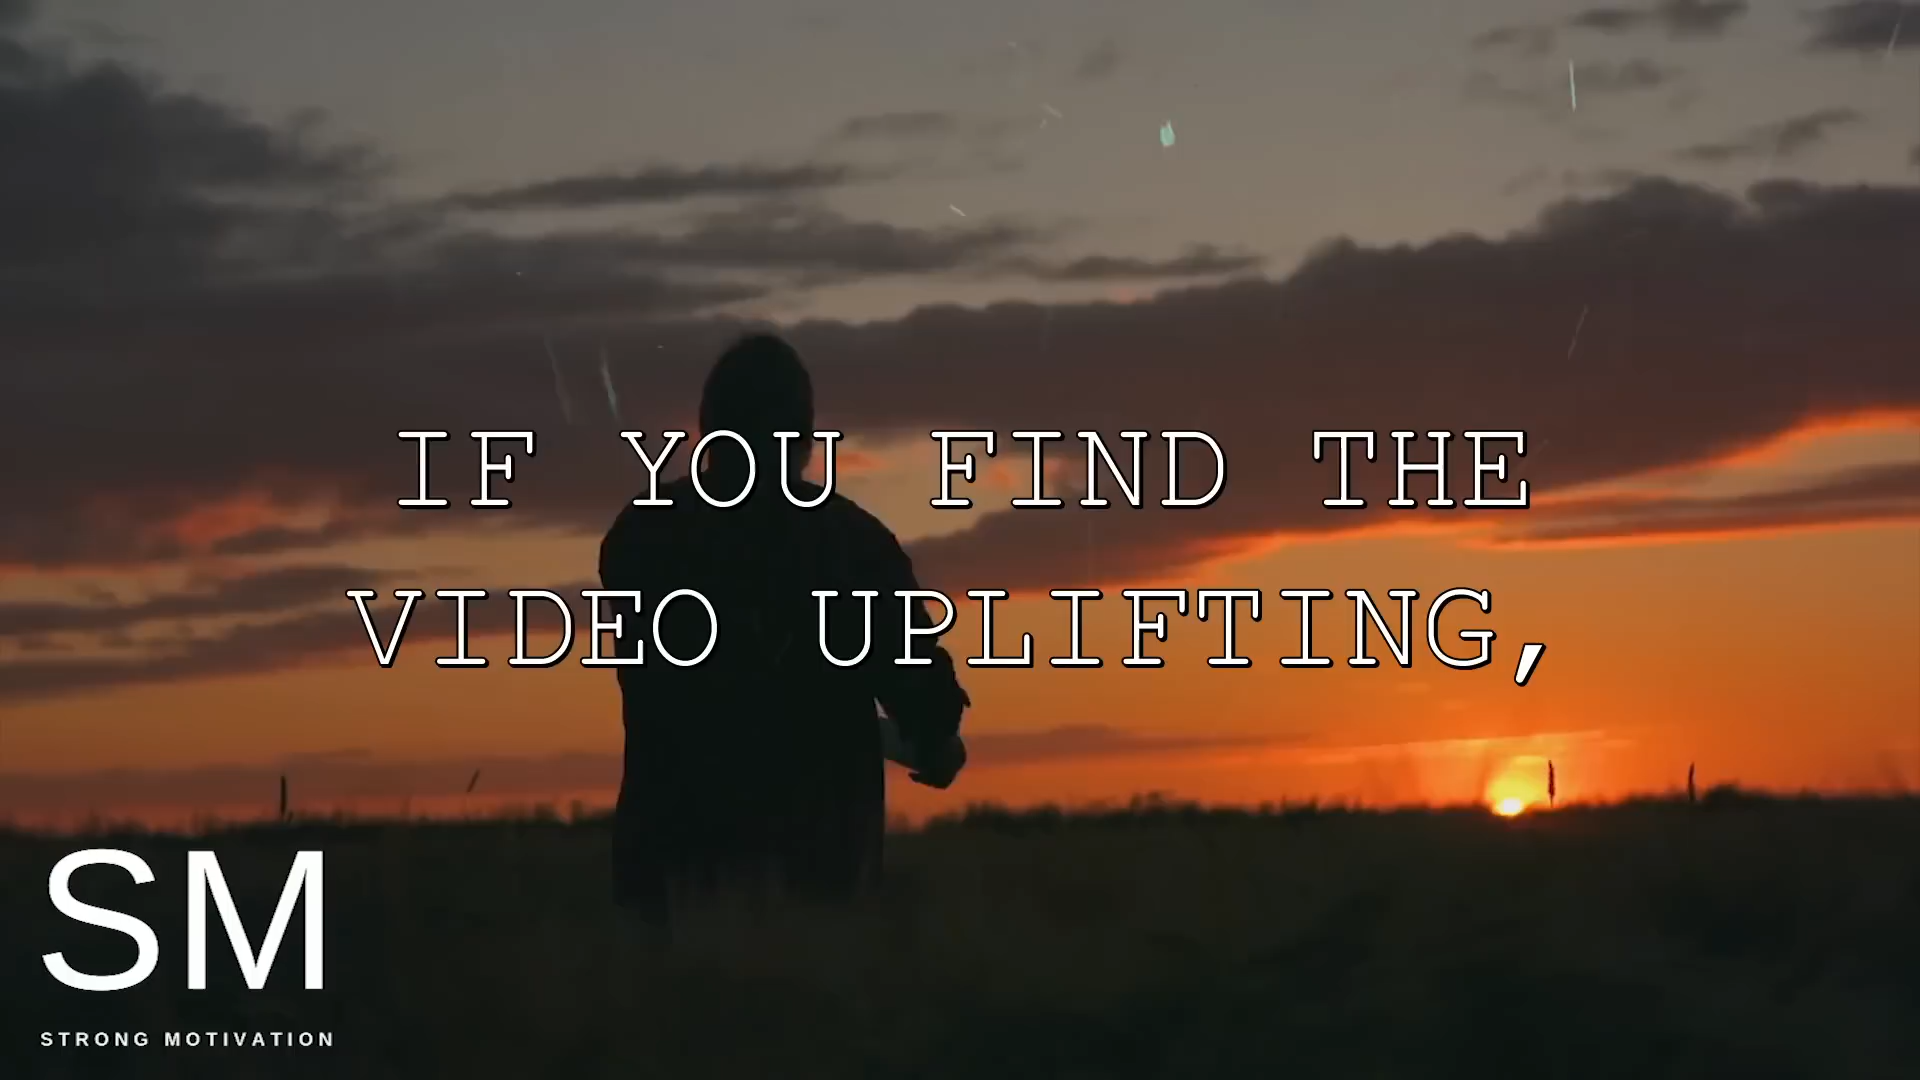 IF YOU FIND THE
VIDEO UPLIFTING,
SM
STRONG MOTIVATION